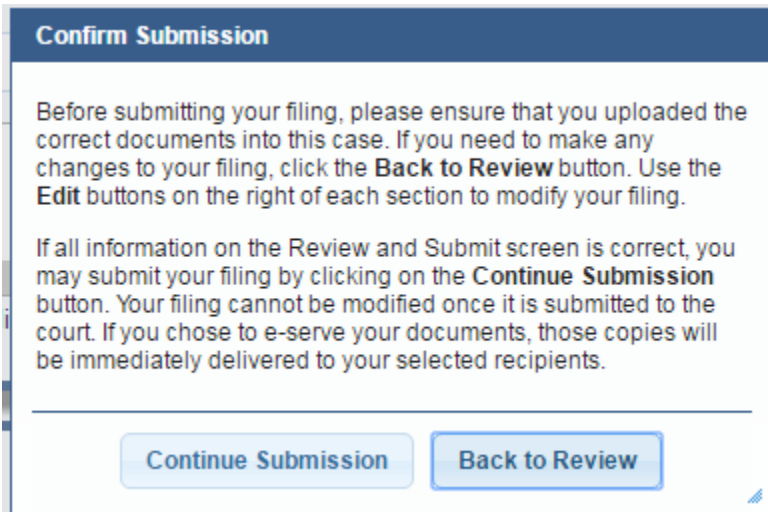 Confirm Submission
Before submitting your filing, please ensure that you uploaded the
correct documents into this case. If you need to make any
changes to your filing, click the Back to Review button. Use the
Edit buttons on the right of each section to modify your filing.
If all information on the Review and Submit screen is correct, you
may submit your filing by clicking on the Continue Submission
button. Your filing cannot be modified once it is submitted to the
court. If you chose to e-serve your documents, those copies will
be immediately delivered to your selected recipients.
Continue Submission Back to Review